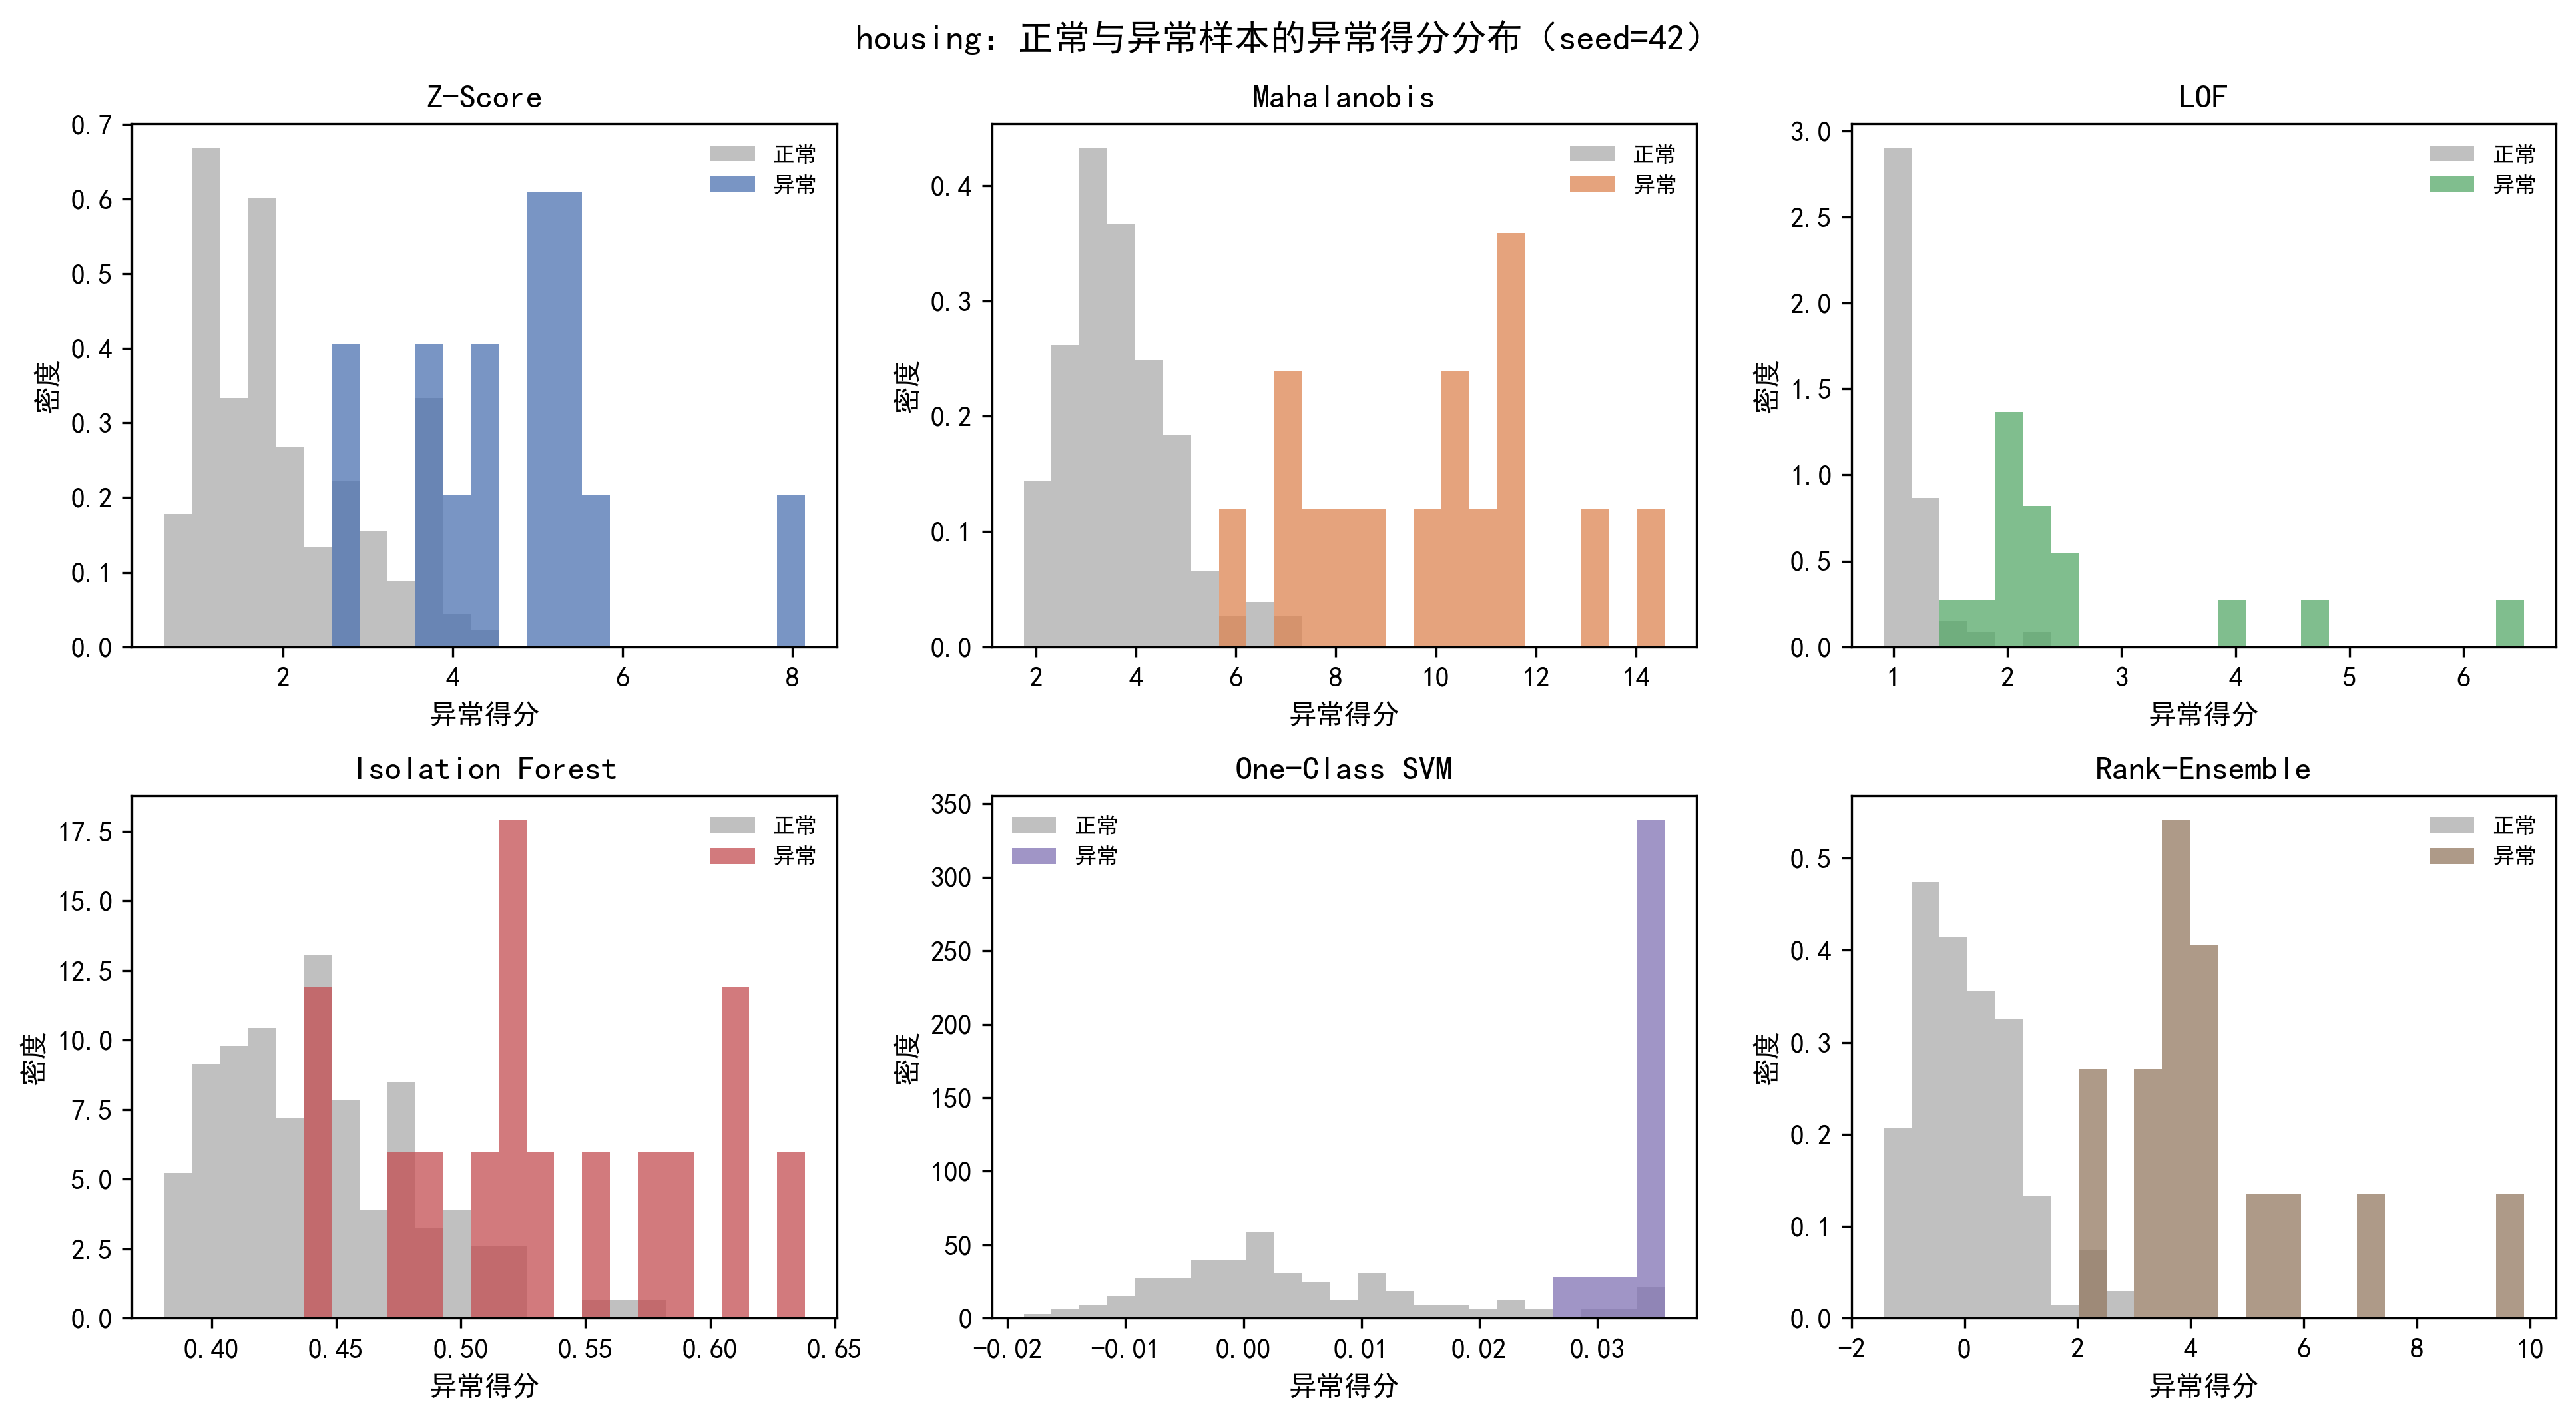 housing：正常与异常样本的异常得分分布（seed=42）
Z-Score
0.7
0.6
0.5
0.4
0.3
0.2
0.1
0.0
密度
正常
异常
2 4 6 8
异常得分
Mahalanobis
0.4
0.3
0.2
0.1
0.0
密度
正常
异常
2 4 6 8 10 12 14
异常得分
LOF
3.0
2.5
2.0
1.5
1.0
0.5
0.0
密度
正常
异常
1 2 3 4 5 6
异常得分
Isolation Forest
17.5
15.0
12.5
10.0
7.5
5.0
2.5
0.0
密度
正常
异常
0.40 0.45 0.50 0.55 0.60 0.65
异常得分
One-Class SVM
350
300
250
200
150
100
50
0
密度
正常
异常
-0.02 -0.01 0.00 0.01 0.02 0.03
异常得分
Rank-Ensemble
0.5
0.4
0.3
0.2
0.1
0.0
密度
正常
异常
-2 0 2 4 6 8 10
异常得分